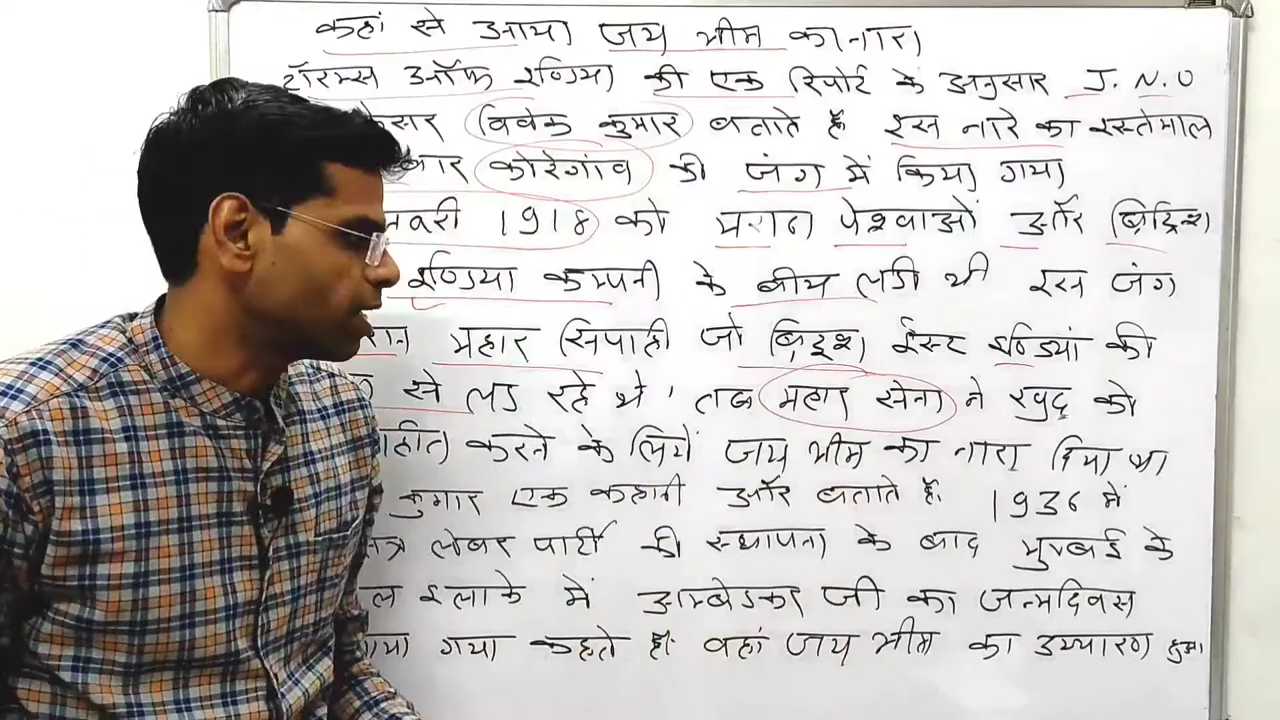 कहां से आया जय भीम का नारा
टॉइम्स ऑफ इण्डिया की एक रिपोर्ट के अनुसार J.N.U
विवेक कुमार बताते है इस नारे का इस्तेमाल
बार कोरेगांव की जंग में किया गया
1918 को मराठा पेश्वाओं और ब्रिटिश
इण्डिया कम्पनी के बीच लडी थी इस जंग
महार सिपाही जो ब्रिटिश ईस्ट इण्डियां की
से लड रहे थे, तब महार सेना ने खुद को
करने के लिये जय भीम का नारा दिया था
कुमार एक कहानी और बताते है. 1936 में
लेबर पार्टी की स्थापना के बाद मुम्बई के
इलाके में आम्बेडकर जी का जन्मदिवस
गया कहते है. वहां जय भीम का उच्चारण हुआ